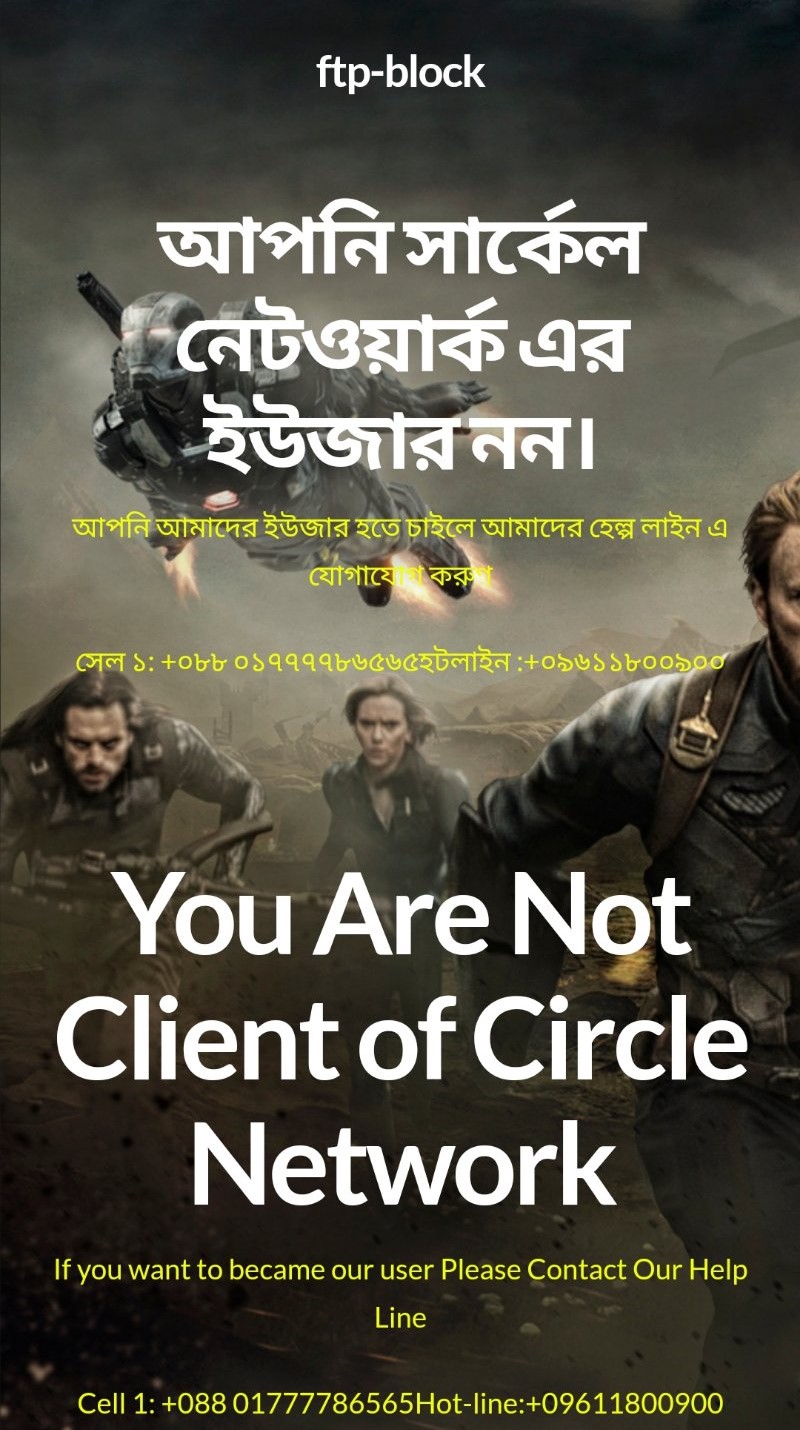 ftp-block
আপনি সার্কেল
নেটওয়ার্ক এর
ইউজার নন।
আপনি আমাদের ইউজার হতে চাইলে আমাদের হেল্প লাইন এ
যোগাযোগ করুণ
সেল ১: +০৮৮ ০১৭৭৭৭৮৬৫৬৫হটলাইন :+০৯৬১১৮০০৯০০
You Are Not
Client of Circle
Network
If you want to became our user Please Contact Our Help
Line
Cell 1: +088 01777786565Hot-line:+09611800900